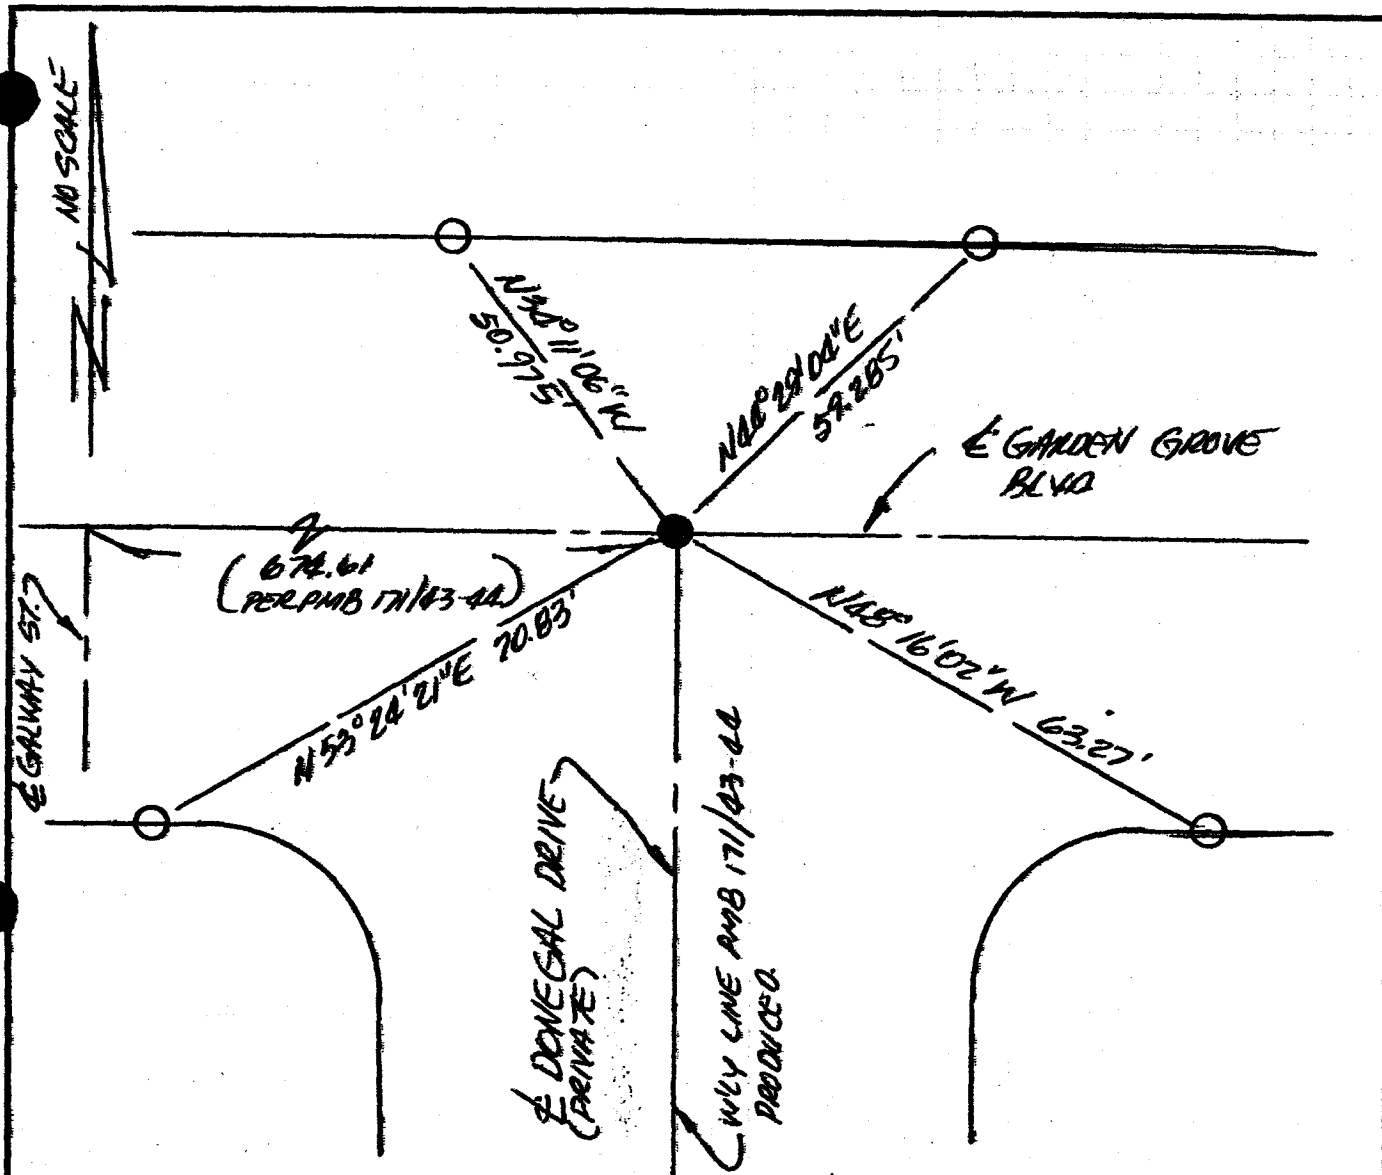 NO SCALE
N34°11'06"W
50.975'
N44°29'04"E
59.285'
℄ GARDEN GROVE
BLVD
(674.61
PER PMB 171/43-44)
℄ GALWAY ST.
N53°24'21"E 70.83'
N48°16'02"W 63.27'
℄ DONEGAL DRIVE
(PRIVATE)
W'LY LINE PMB 171/43-44
PRODUCED.